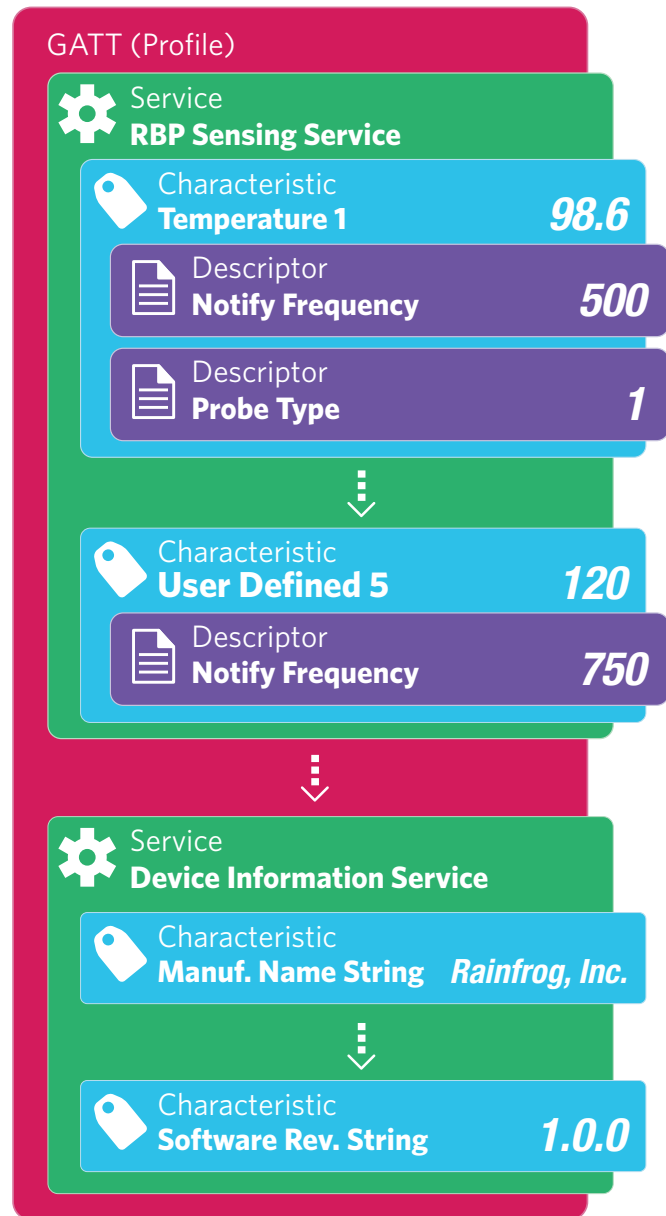 GATT (Profile)
Service
RBP Sensing Service
Characteristic
Temperature 1 98.6
Descriptor
Notify Frequency 500
Descriptor
Probe Type 1
Characteristic
User Defined 5 120
Descriptor
Notify Frequency 750
Service
Device Information Service
Characteristic
Manuf. Name String Rainfrog, Inc.
Characteristic
Software Rev. String 1.0.0